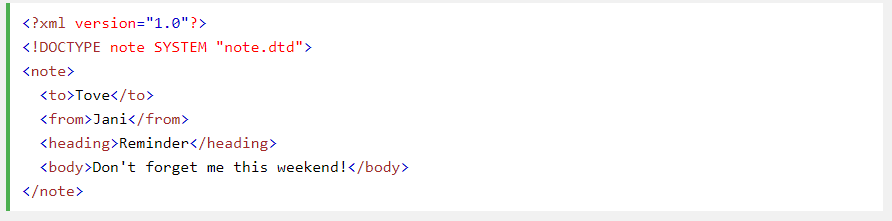 <?xml version="1.0"?>
<!DOCTYPE note SYSTEM "note.dtd">
<note>
  <to>Tove</to>
  <from>Jani</from>
  <heading>Reminder</heading>
  <body>Don't forget me this weekend!</body>
</note>